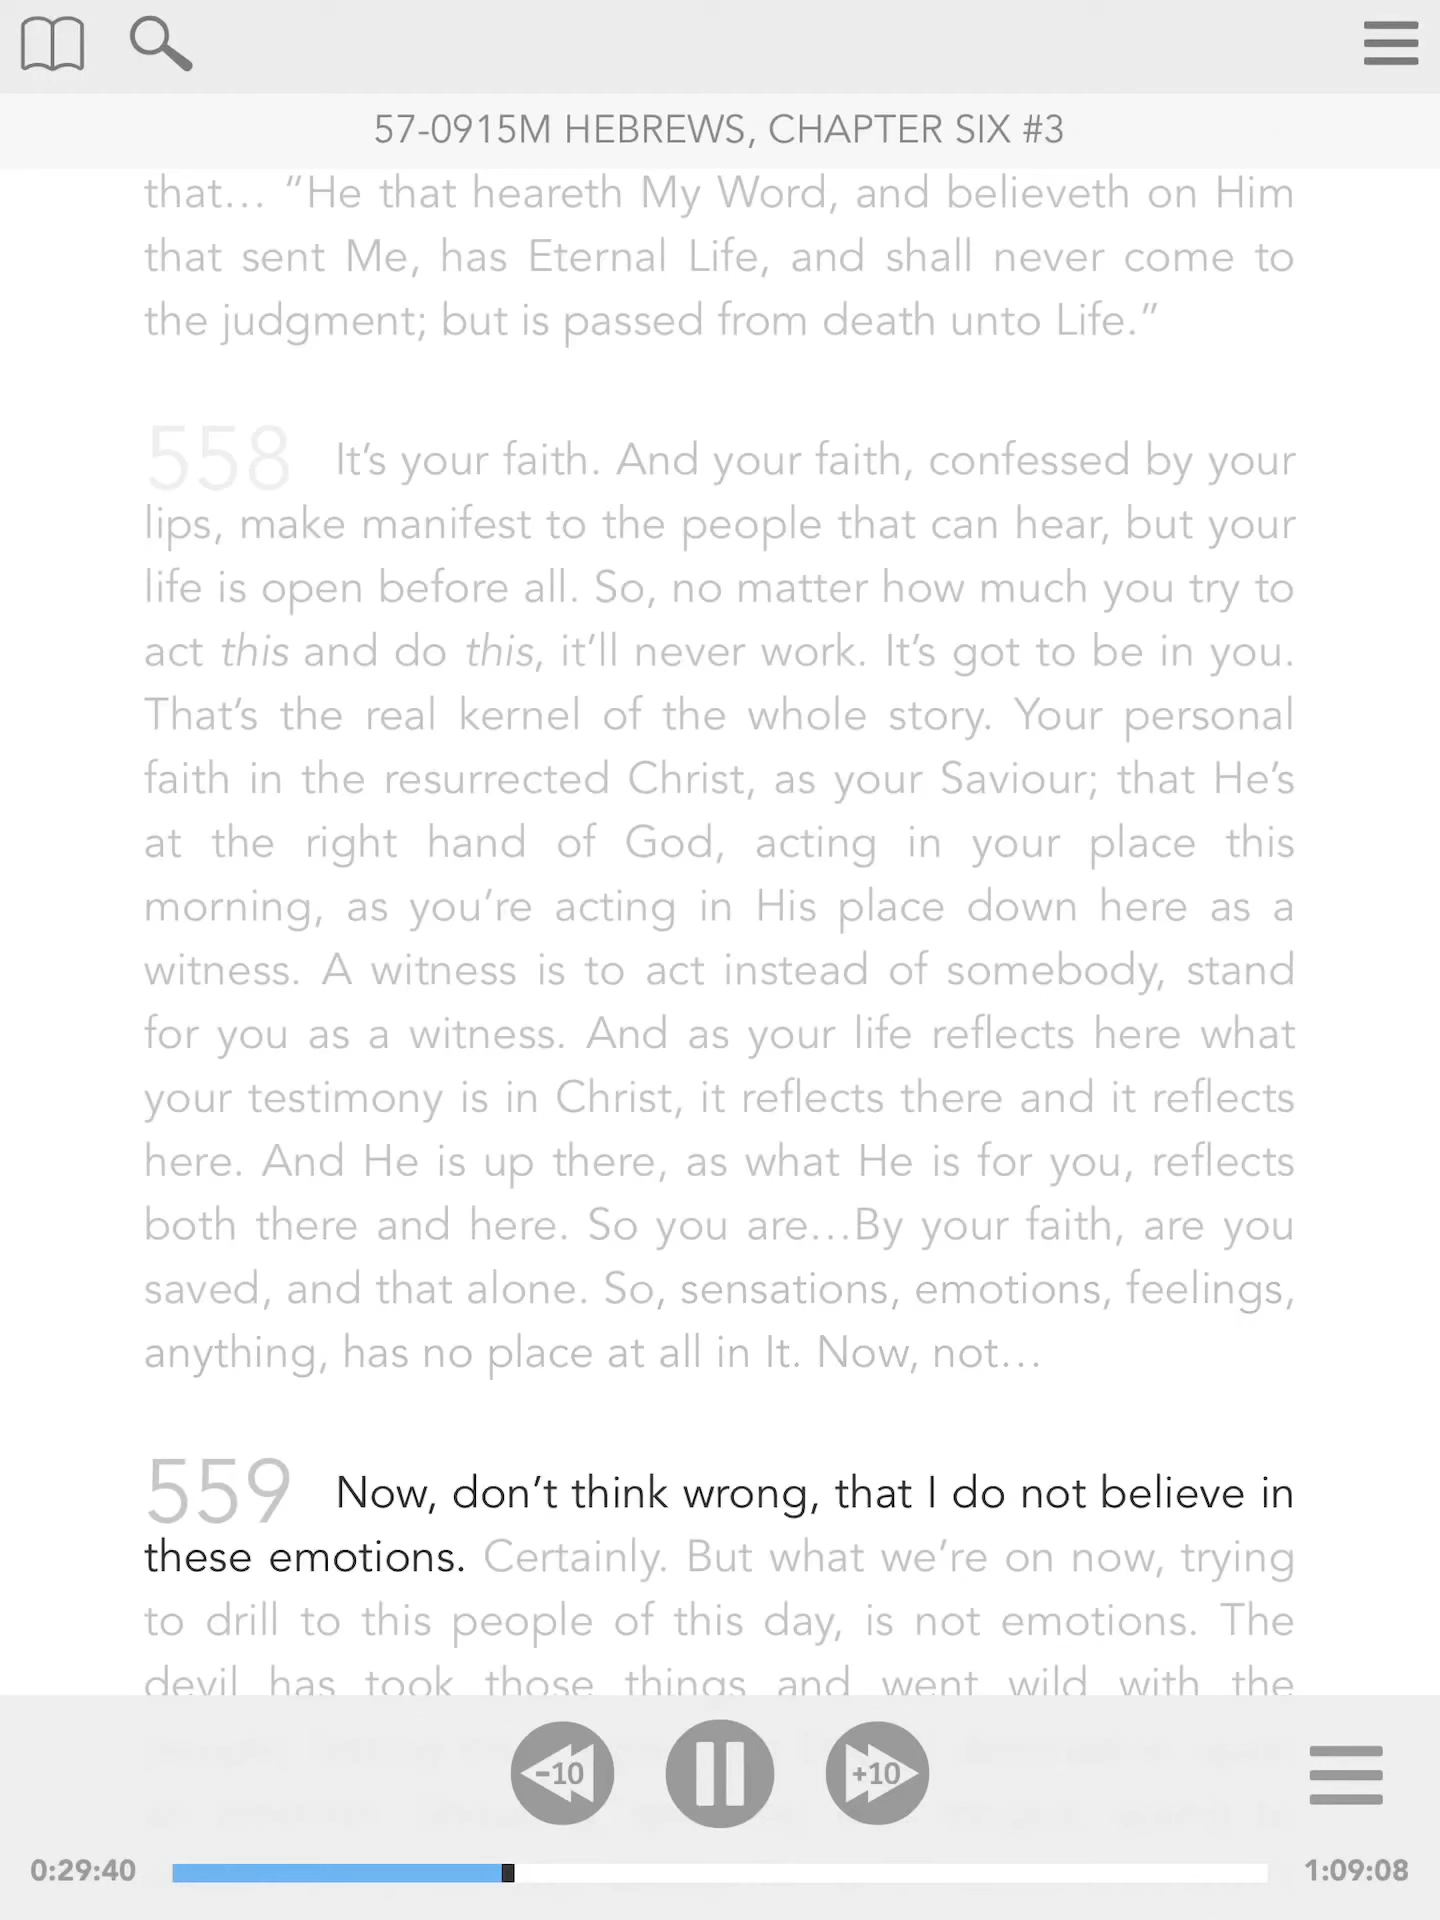 57-0915M HEBREWS, CHAPTER SIX #3
that… “He that heareth My Word, and believeth on Him
that sent Me, has Eternal Life, and shall never come to
the judgment; but is passed from death unto Life.”
558 It’s your faith. And your faith, confessed by your
lips, make manifest to the people that can hear, but your
life is open before all. So, no matter how much you try to
act this and do this, it’ll never work. It’s got to be in you.
That’s the real kernel of the whole story. Your personal
faith in the resurrected Christ, as your Saviour; that He’s
at the right hand of God, acting in your place this
morning, as you’re acting in His place down here as a
witness. A witness is to act instead of somebody, stand
for you as a witness. And as your life reflects here what
your testimony is in Christ, it reflects there and it reflects
here. And He is up there, as what He is for you, reflects
both there and here. So you are…By your faith, are you
saved, and that alone. So, sensations, emotions, feelings,
anything, has no place at all in It. Now, not…
559 Now, don’t think wrong, that I do not believe in
these emotions. Certainly. But what we’re on now, trying
to drill to this people of this day, is not emotions. The
devil has took those things and went wild with the
-10 +10
0:29:40 1:09:08